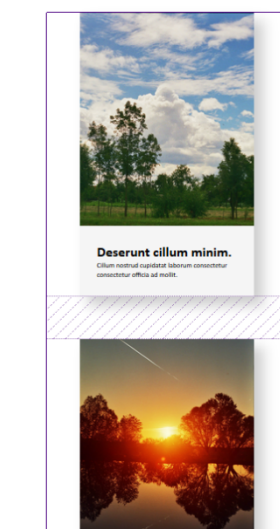 Deserunt cillum minim.
Cillum nostrud cupidatat laborum consectetur
consectetur officia ad mollit.